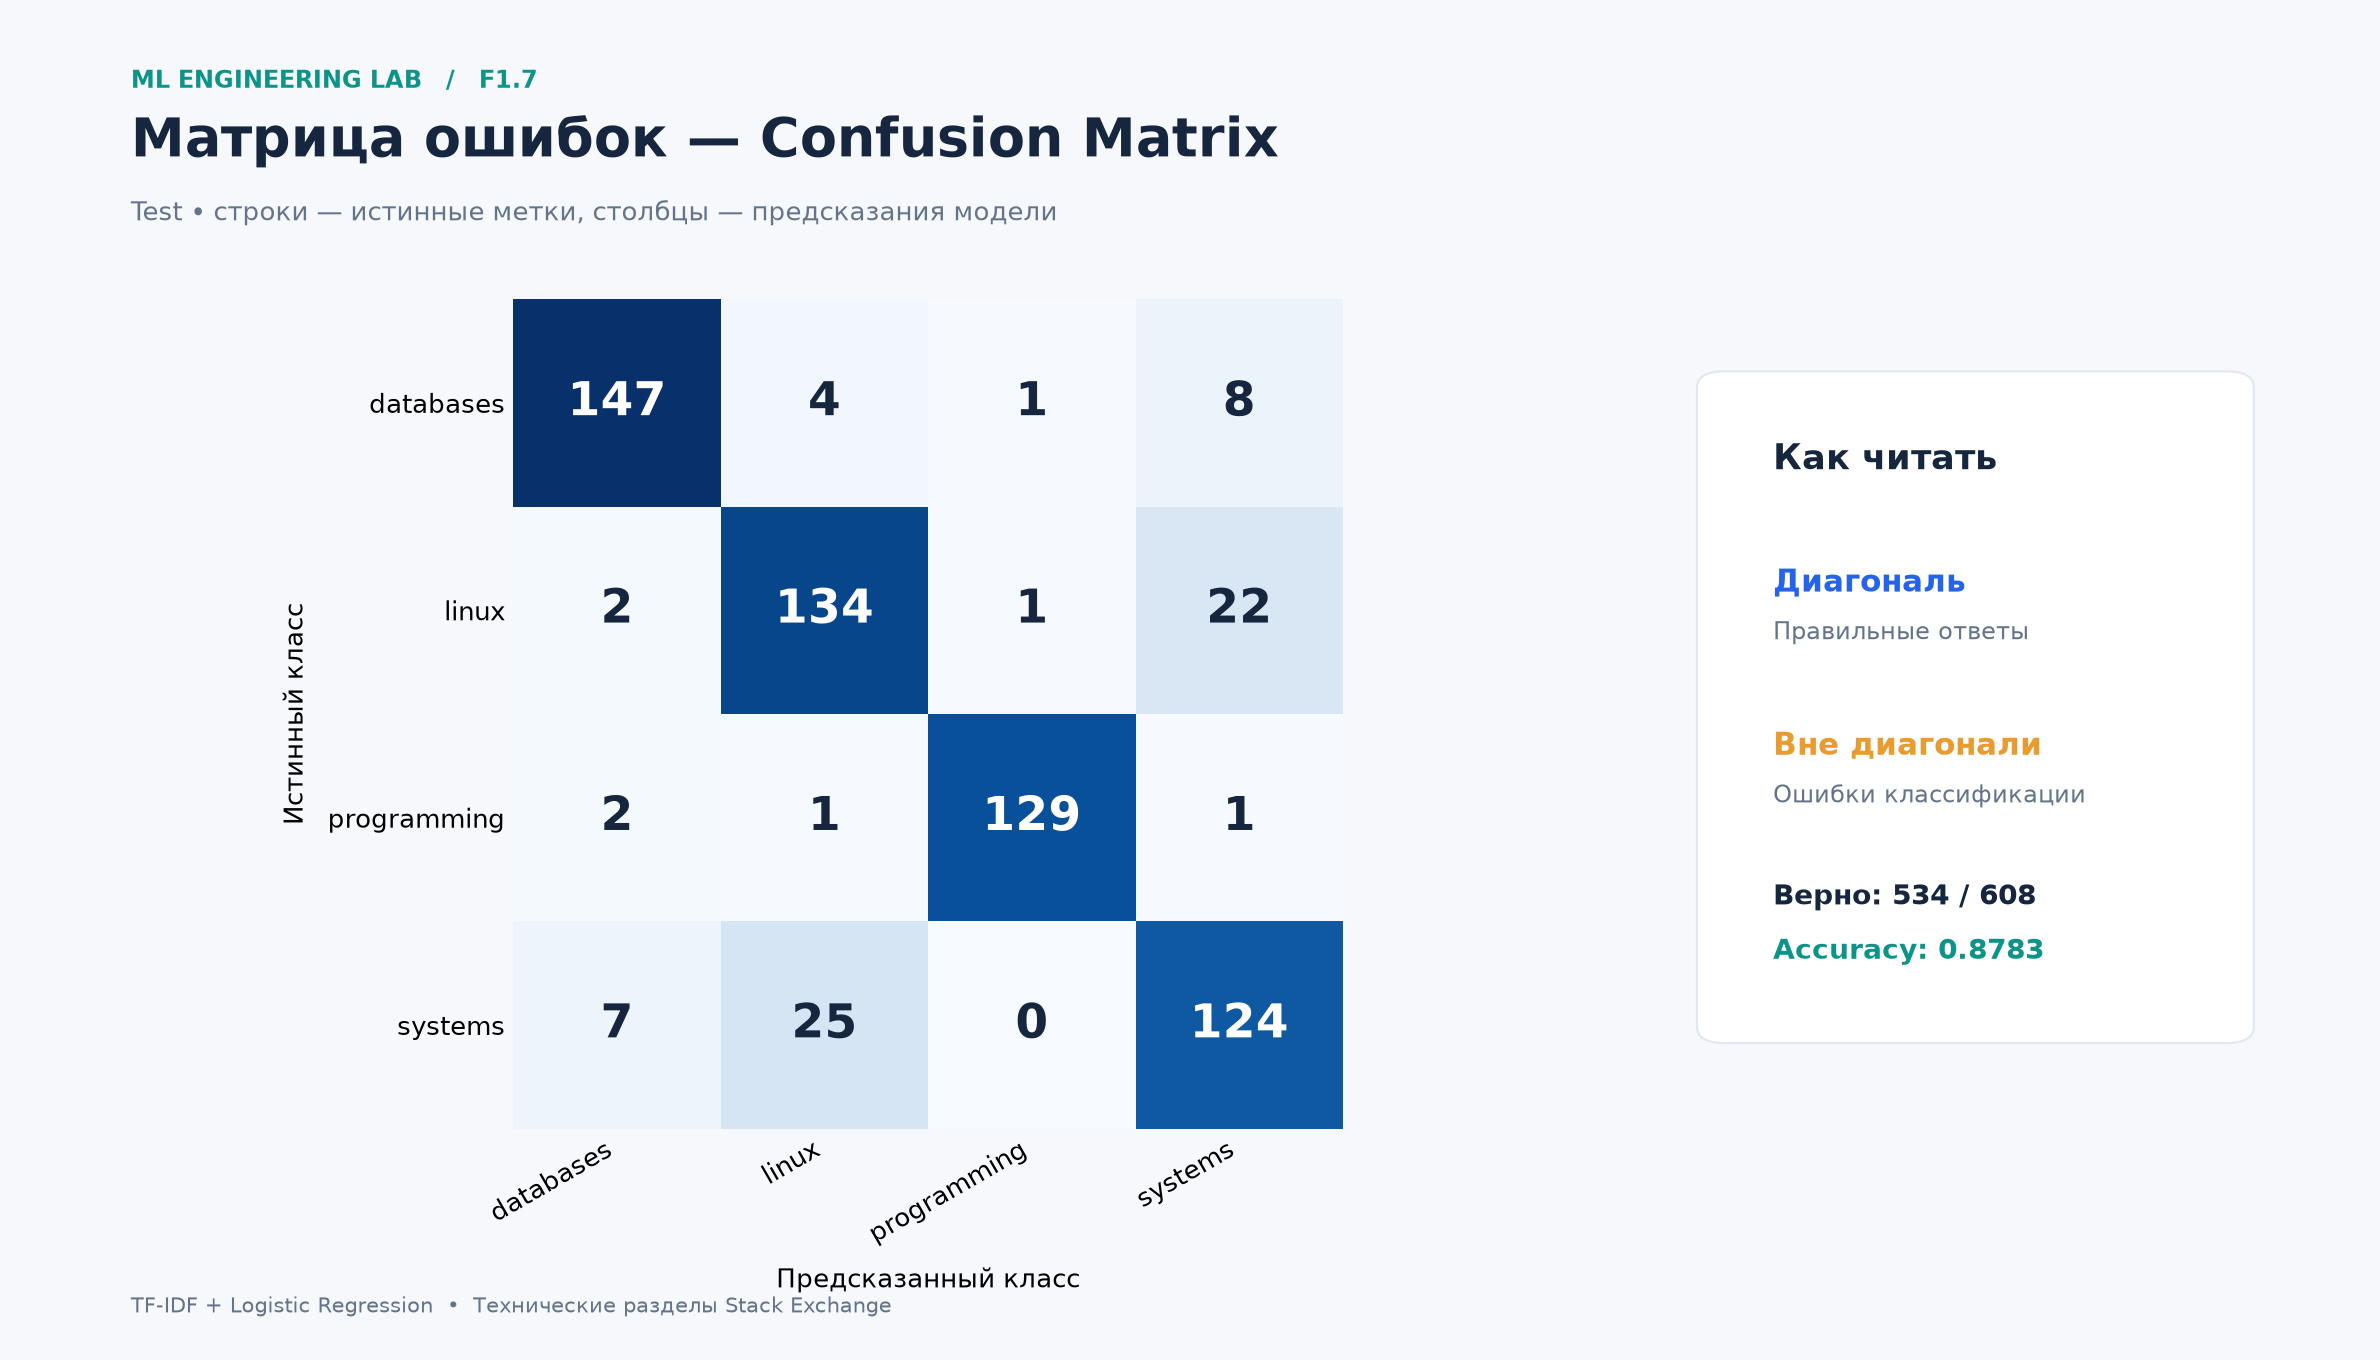 ML ENGINEERING LAB / F1.7
Матрица ошибок — Confusion Matrix
Test • строки — истинные метки, столбцы — предсказания модели
Истинный класс
databases 147 4 1 8
linux 2 134 1 22
programming 2 1 129 1
systems 7 25 0 124
databases linux programming systems
Предсказанный класс
Как читать
Диагональ
Правильные ответы
Вне диагонали
Ошибки классификации
Верно: 534 / 608
Accuracy: 0.8783
TF-IDF + Logistic Regression • Технические разделы Stack Exchange